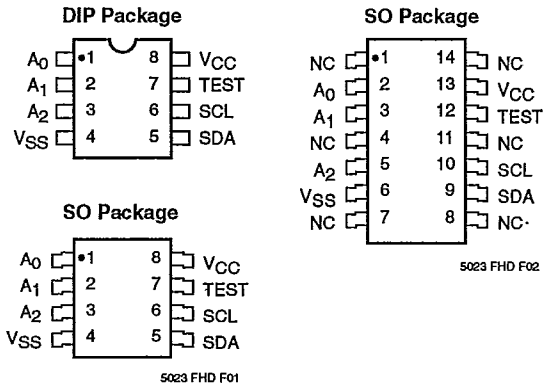 DIP Package
A0 1 8 VCC
A1 2 7 TEST
A2 3 6 SCL
VSS 4 5 SDA
SO Package
A0 1 8 VCC
A1 2 7 TEST
A2 3 6 SCL
VSS 4 5 SDA
5023 FHD F01
SO Package
NC 1 14 NC
A0 2 13 VCC
A1 3 12 TEST
NC 4 11 NC
A2 5 10 SCL
VSS 6 9 SDA
NC 7 8 NC
5023 FHD F02